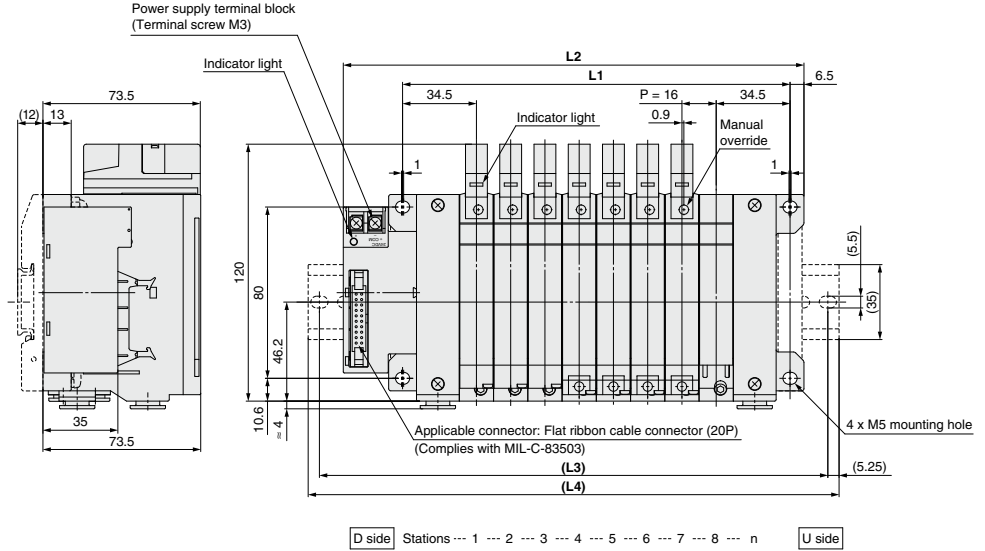 Power supply terminal block
(Terminal screw M3)
Indicator light
L2
L1
6.5
73.5
(12)
13
34.5
P = 16
34.5
Indicator light
0.9
Manual
override
1
1
24VDC
– + COM
(5.5)
(35)
120
80
46.2
10.6
≈ 4
35
73.5
Applicable connector: Flat ribbon cable connector (20P)
(Complies with MIL-C-83503)
4 x M5 mounting hole
(L3)
(5.25)
(L4)
D side Stations --- 1 --- 2 --- 3 --- 4 --- 5 --- 6 --- 7 --- 8 --- n U side